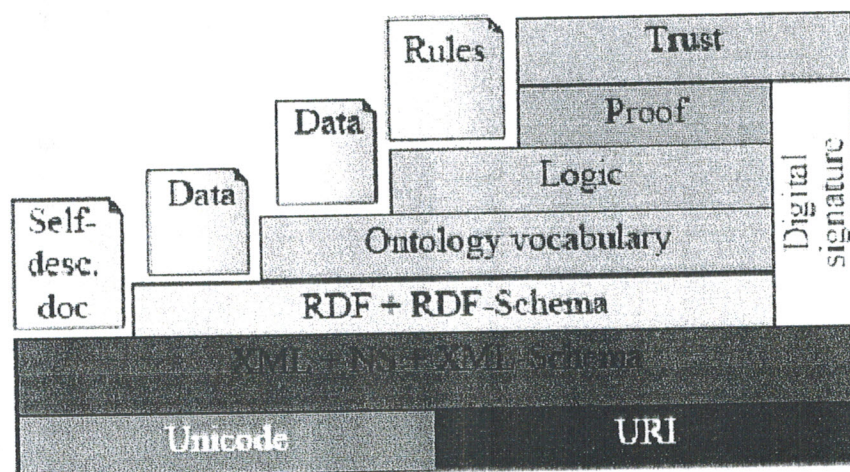 Rules
Trust
Data
Proof
Data
Logic
Self-
desc.
doc
Ontology vocabulary
Digital
signature
RDF + RDF-Schema
XML + NS + XML-Schema
Unicode
URI